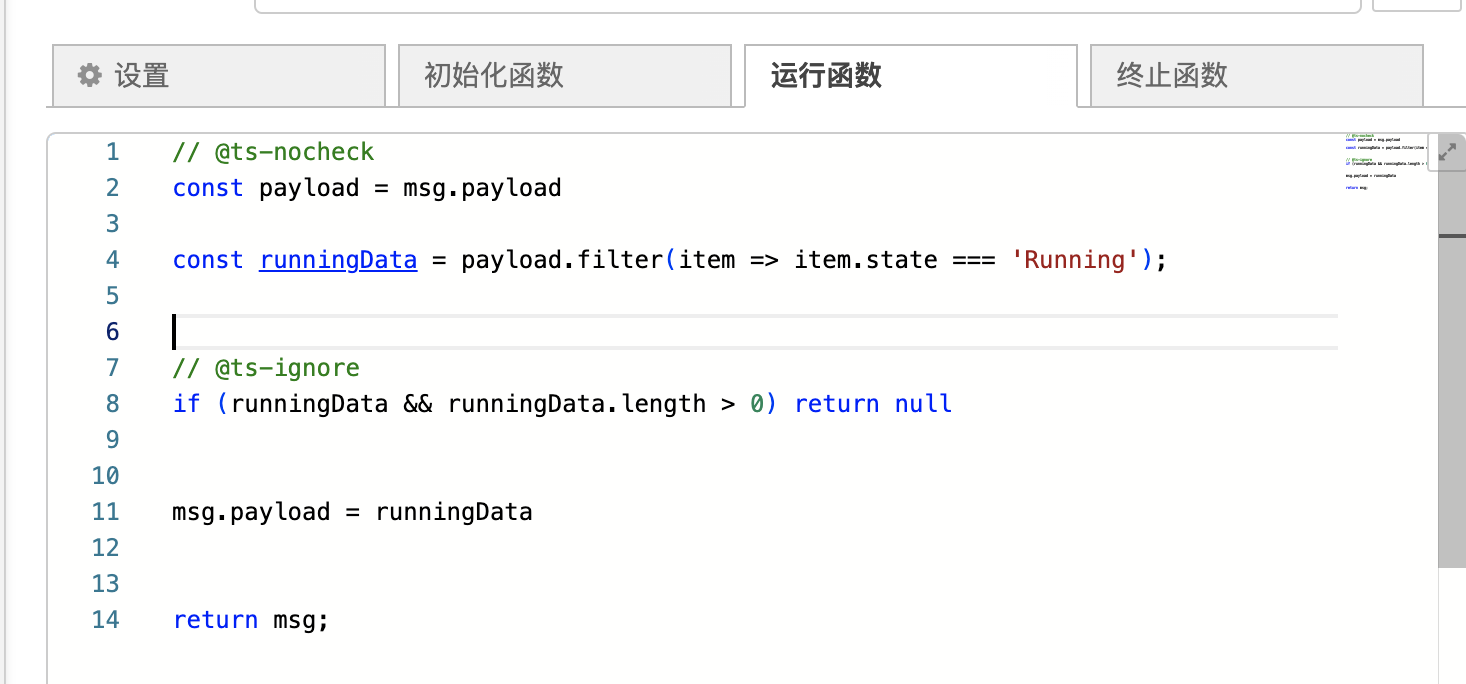 设置
初始化函数
运行函数
终止函数
1 // @ts-nocheck
2 const payload = msg.payload
3
4 const runningData = payload.filter(item => item.state === 'Running');
5
6
7 // @ts-ignore
8 if (runningData && runningData.length > 0) return null
9
10
11 msg.payload = runningData
12
13
14 return msg;